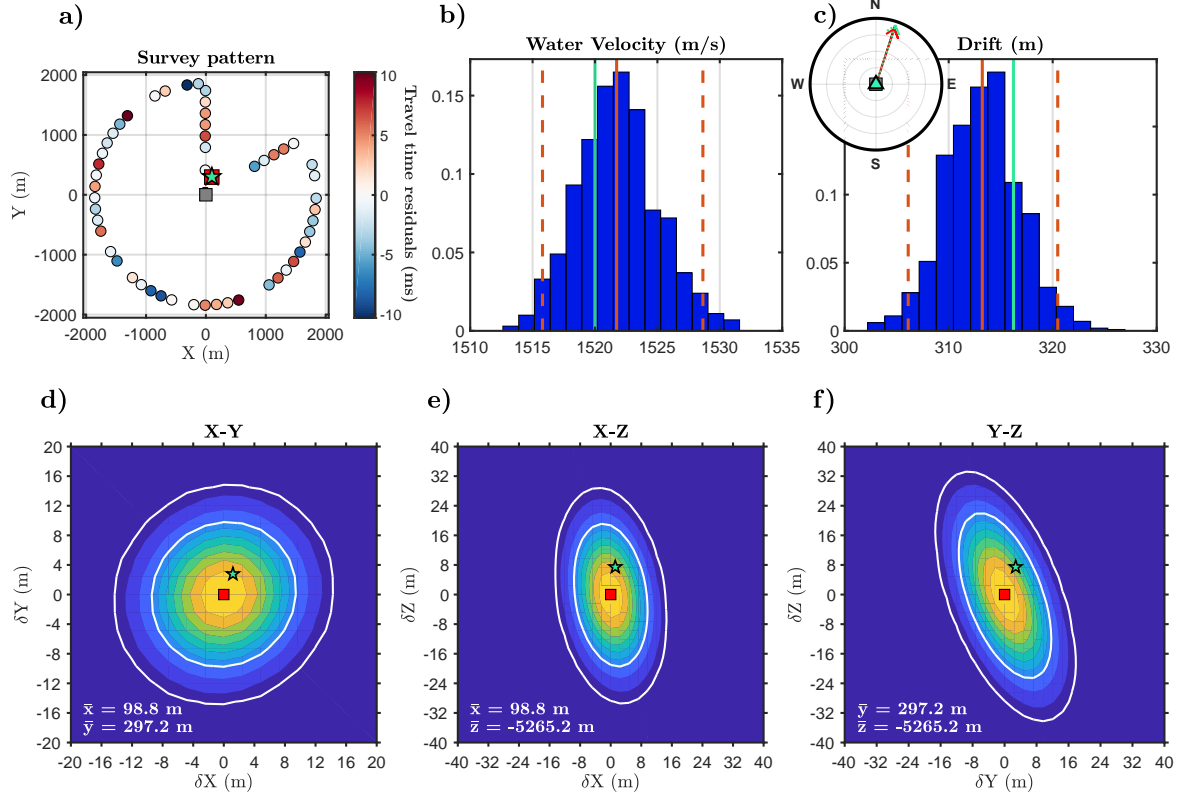 a)
Survey pattern
2000
1000
0
-1000
-2000
-2000
-1000
0
1000
2000
X (m)
Y (m)
10
5
0
-5
-10
Travel time residuals (ms)
b)
Water Velocity (m/s)
0.15
0.1
0.05
0
1510
1515
1520
1525
1530
1535
c)
Drift (m)
N
W
E
S
0.1
0.05
0
300
310
320
330
d)
X-Y
20
16
12
8
4
0
-4
-8
-12
-16
-20
-20 -16 -12 -8 -4 0 4 8 12 16 20
δX (m)
δY (m)
x̄ = 98.8 m
ȳ = 297.2 m
e)
X-Z
40
32
24
16
8
0
-8
-16
-24
-32
-40
-40 -32 -24 -16 -8 0 8 16 24 32 40
δX (m)
δZ (m)
x̄ = 98.8 m
z̄ = -5265.2 m
f)
Y-Z
40
32
24
16
8
0
-8
-16
-24
-32
-40
-40 -32 -24 -16 -8 0 8 16 24 32 40
δY (m)
δZ (m)
ȳ = 297.2 m
z̄ = -5265.2 m